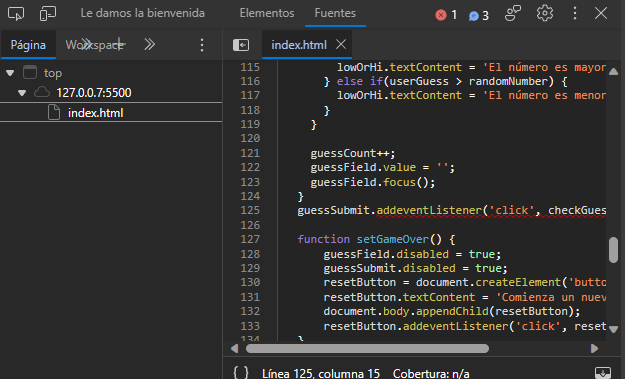 Le damos la bienvenida Elementos Fuentes 1 3
Página Workspace index.html
top
127.0.0.7:5500
index.html
115 lowOrHi.textContent = 'El número es mayor
116 } else if(userGuess > randomNumber) {
117 lowOrHi.textContent = 'El número es menor
118 }
119 }
120
121 guessCount++;
122 guessField.value = '';
123 guessField.focus();
124 }
125 guessSubmit.addeventListener('click', checkGues
126
127 function setGameOver() {
128 guessField.disabled = true;
129 guessSubmit.disabled = true;
130 resetButton = document.createElement('butto
131 resetButton.textContent = 'Comienza un nuev
132 document.body.appendChild(resetButton);
133 resetButton.addeventListener('click', reset
134 }
{ } Línea 125, columna 15 Cobertura: n/a